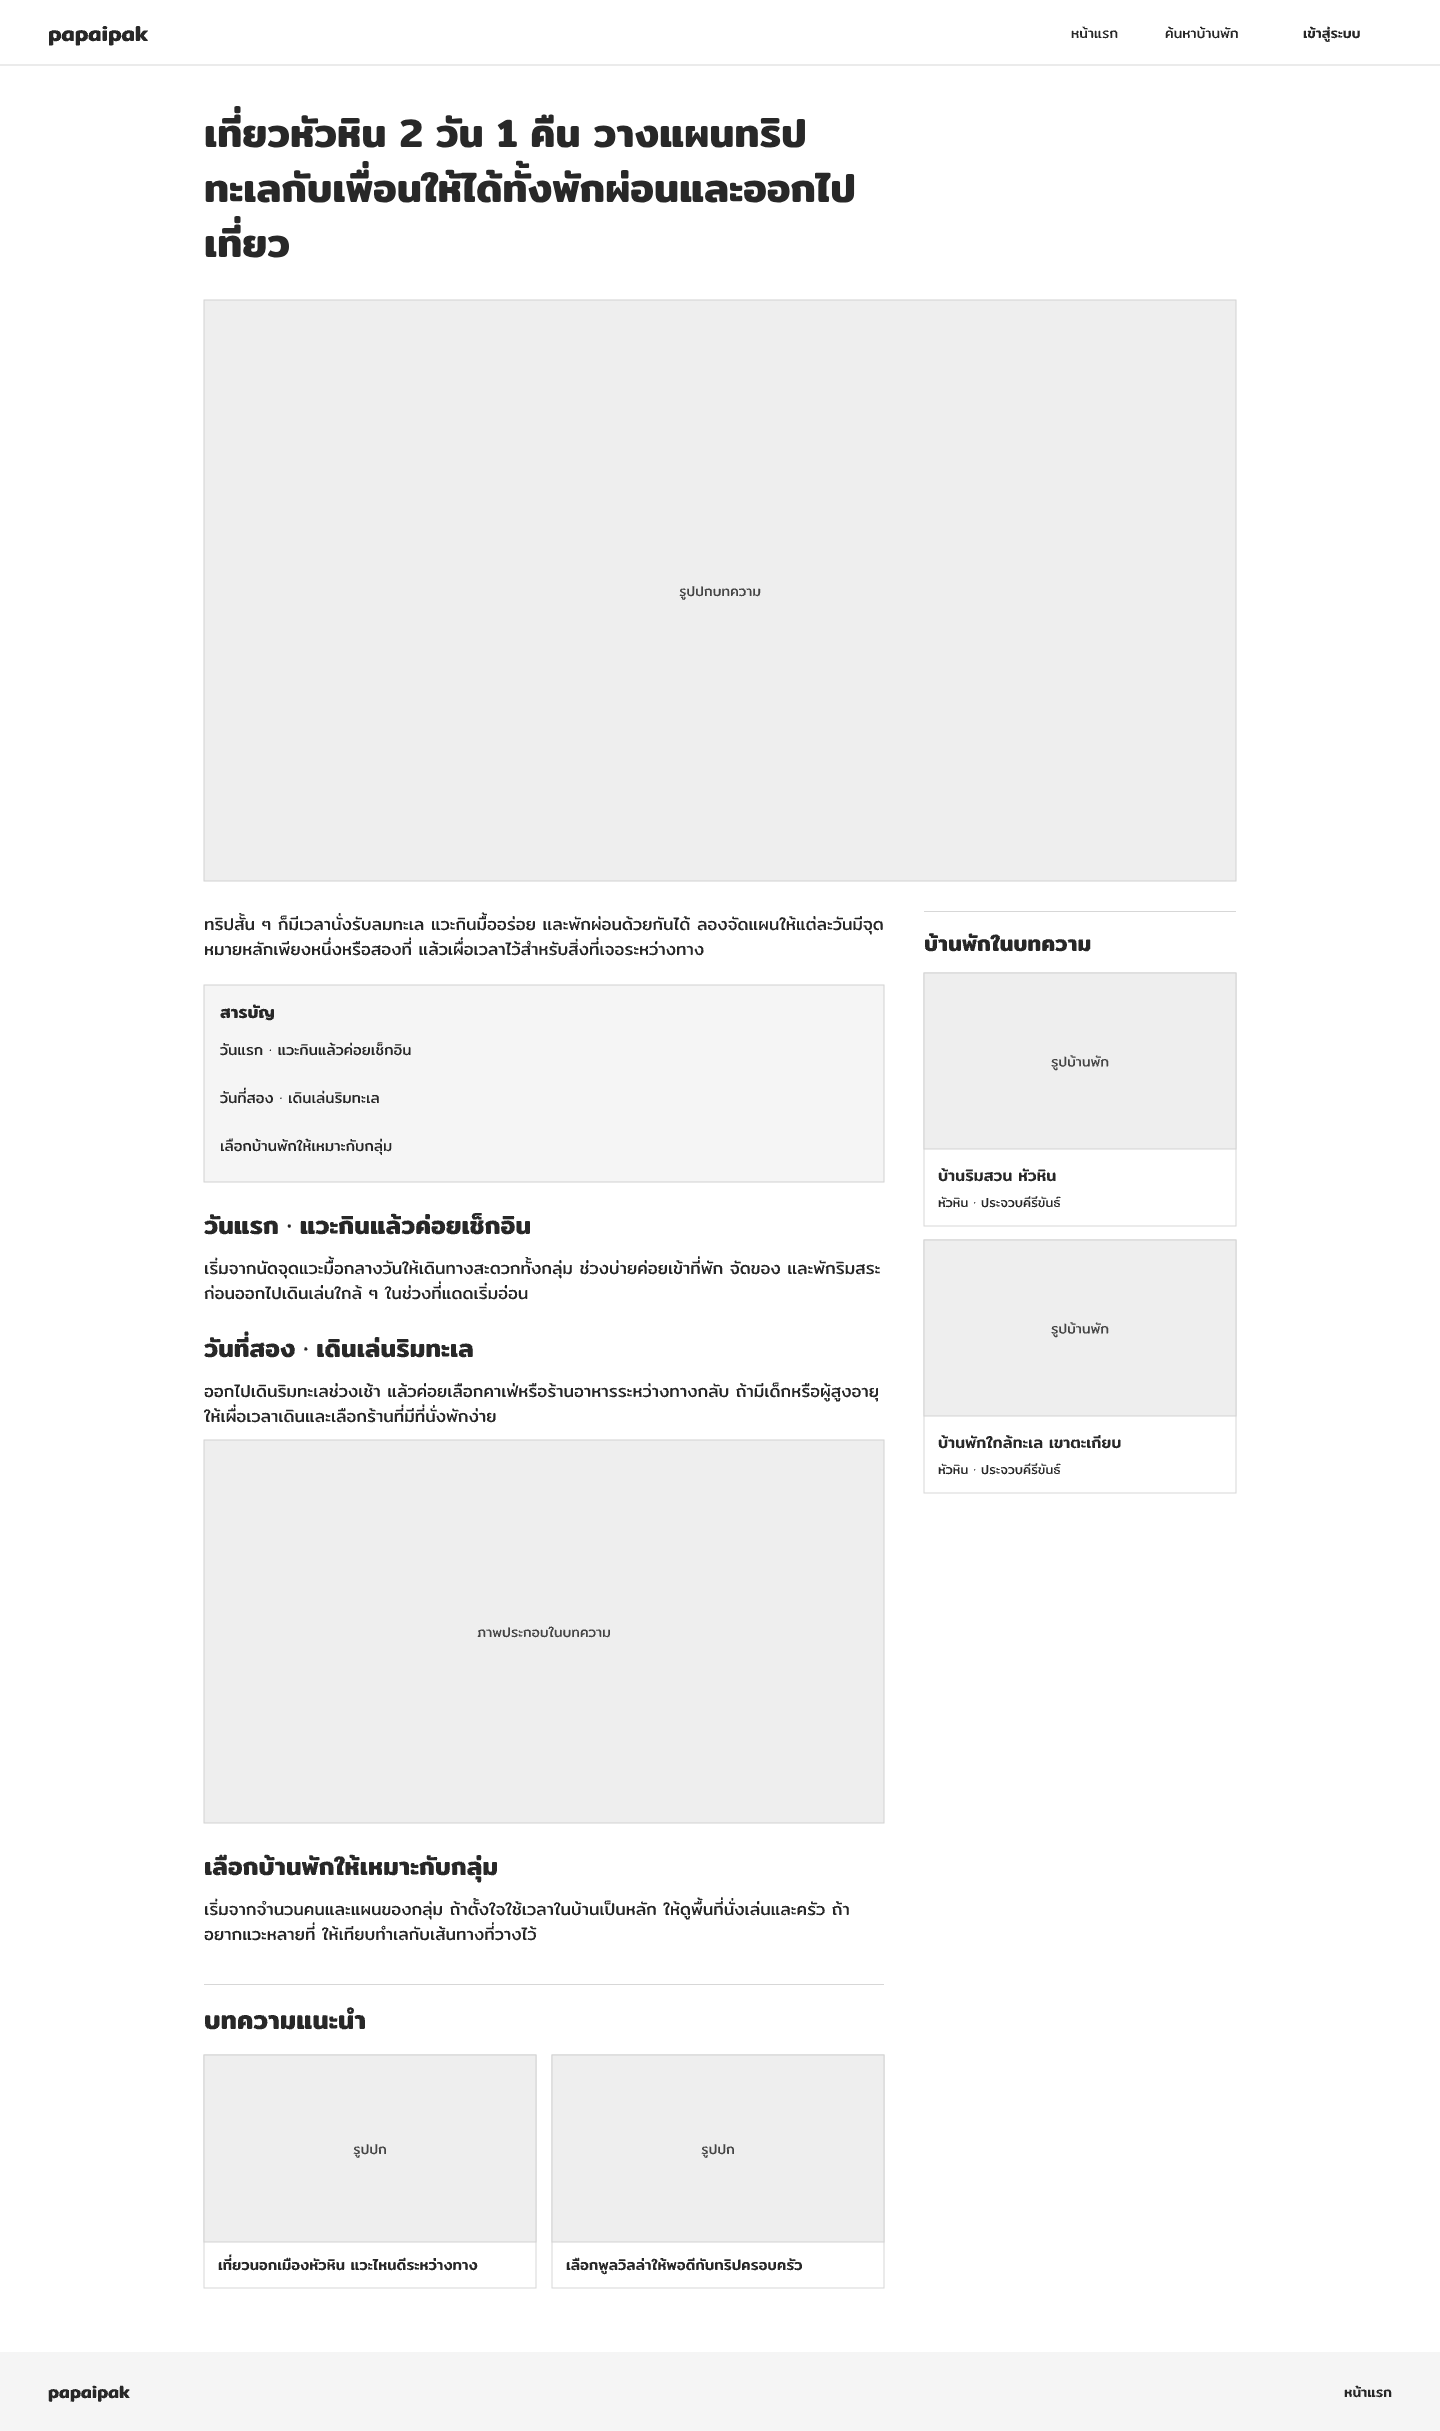 papaipak
หน้าแรก
ค้นหาบ้านพัก
เข้าสู่ระบบ
เที่ยวหัวหิน 2 วัน 1 คืน วางแผนทริป
ทะเลกับเพื่อนให้ได้ทั้งพักผ่อนและออกไป
เที่ยว
รูปปกบทความ
ทริปสั้น ๆ ก็มีเวลานั่งรับลมทะเล แวะกินมื้ออร่อย และพักผ่อนด้วยกันได้ ลองจัดแผนให้แต่ละวันมีจุด
หมายหลักเพียงหนึ่งหรือสองที่ แล้วเผื่อเวลาไว้สำหรับสิ่งที่เจอระหว่างทาง
สารบัญ
วันแรก · แวะกินแล้วค่อยเช็กอิน
วันที่สอง · เดินเล่นริมทะเล
เลือกบ้านพักให้เหมาะกับกลุ่ม
วันแรก · แวะกินแล้วค่อยเช็กอิน
เริ่มจากนัดจุดแวะมื้อกลางวันให้เดินทางสะดวกทั้งกลุ่ม ช่วงบ่ายค่อยเข้าที่พัก จัดของ และพักริมสระ
ก่อนออกไปเดินเล่นใกล้ ๆ ในช่วงที่แดดเริ่มอ่อน
วันที่สอง · เดินเล่นริมทะเล
ออกไปเดินริมทะเลช่วงเช้า แล้วค่อยเลือกคาเฟ่หรือร้านอาหารระหว่างทางกลับ ถ้ามีเด็กหรือผู้สูงอายุ
ให้เผื่อเวลาเดินและเลือกร้านที่มีที่นั่งพักง่าย
ภาพประกอบในบทความ
เลือกบ้านพักให้เหมาะกับกลุ่ม
เริ่มจากจำนวนคนและแผนของกลุ่ม ถ้าตั้งใจใช้เวลาในบ้านเป็นหลัก ให้ดูพื้นที่นั่งเล่นและครัว ถ้า
อยากแวะหลายที่ ให้เทียบทำเลกับเส้นทางที่วางไว้
บทความแนะนำ
รูปปก
เที่ยวนอกเมืองหัวหิน แวะไหนดีระหว่างทาง
รูปปก
เลือกพูลวิลล่าให้พอดีกับทริปครอบครัว
บ้านพักในบทความ
รูปบ้านพัก
บ้านริมสวน หัวหิน
หัวหิน · ประจวบคีรีขันธ์
รูปบ้านพัก
บ้านพักใกล้ทะเล เขาตะเกียบ
หัวหิน · ประจวบคีรีขันธ์
papaipak
หน้าแรก